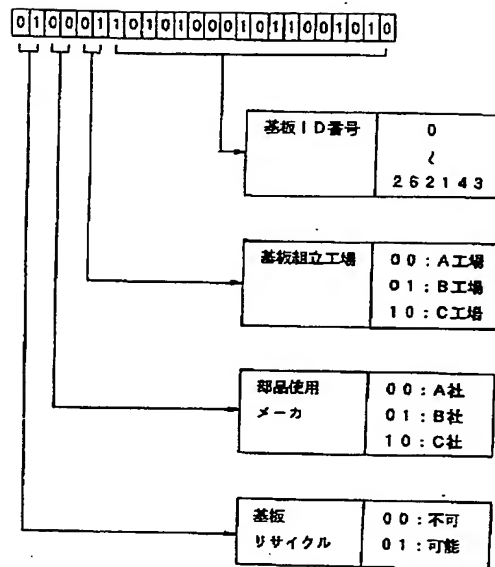 010001101010001011001010
基板ID番号
0
～
262143
基板組立工場
00：A工場
01：B工場
10：C工場
部品使用
メーカ
00：A社
01：B社
10：C社
基板
リサイクル
00：不可
01：可能